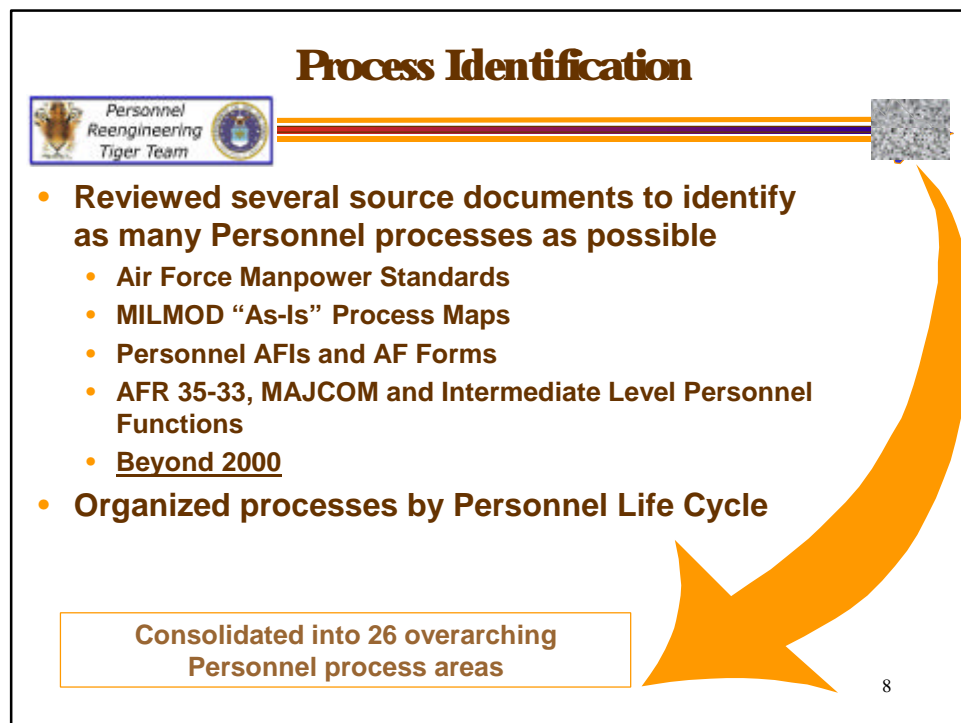 Process Identification
Personnel
Reengineering
Tiger Team
• Reviewed several source documents to identify
as many Personnel processes as possible
• Air Force Manpower Standards
• MILMOD “As-Is” Process Maps
• Personnel AFIs and AF Forms
• AFR 35-33, MAJCOM and Intermediate Level Personnel
Functions
• Beyond 2000
• Organized processes by Personnel Life Cycle
Consolidated into 26 overarching
Personnel process areas
8